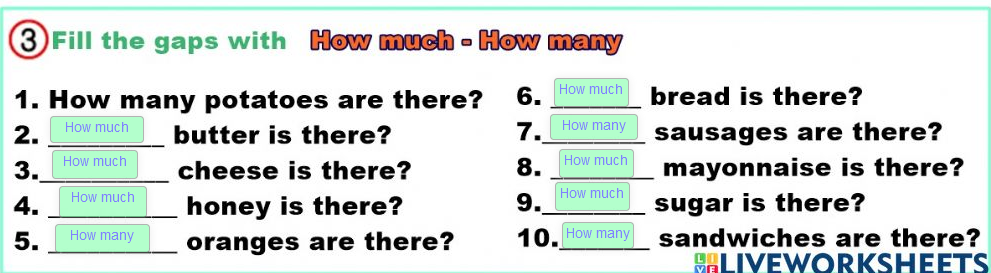 3 Fill the gaps with How much - How many
1. How many potatoes are there?
2. How much butter is there?
3. How much cheese is there?
4. How much honey is there?
5. How many oranges are there?
6. How much bread is there?
7. How many sausages are there?
8. How much mayonnaise is there?
9. How much sugar is there?
10. How many sandwiches are there?
LIVE LIVEWORKSHEETS